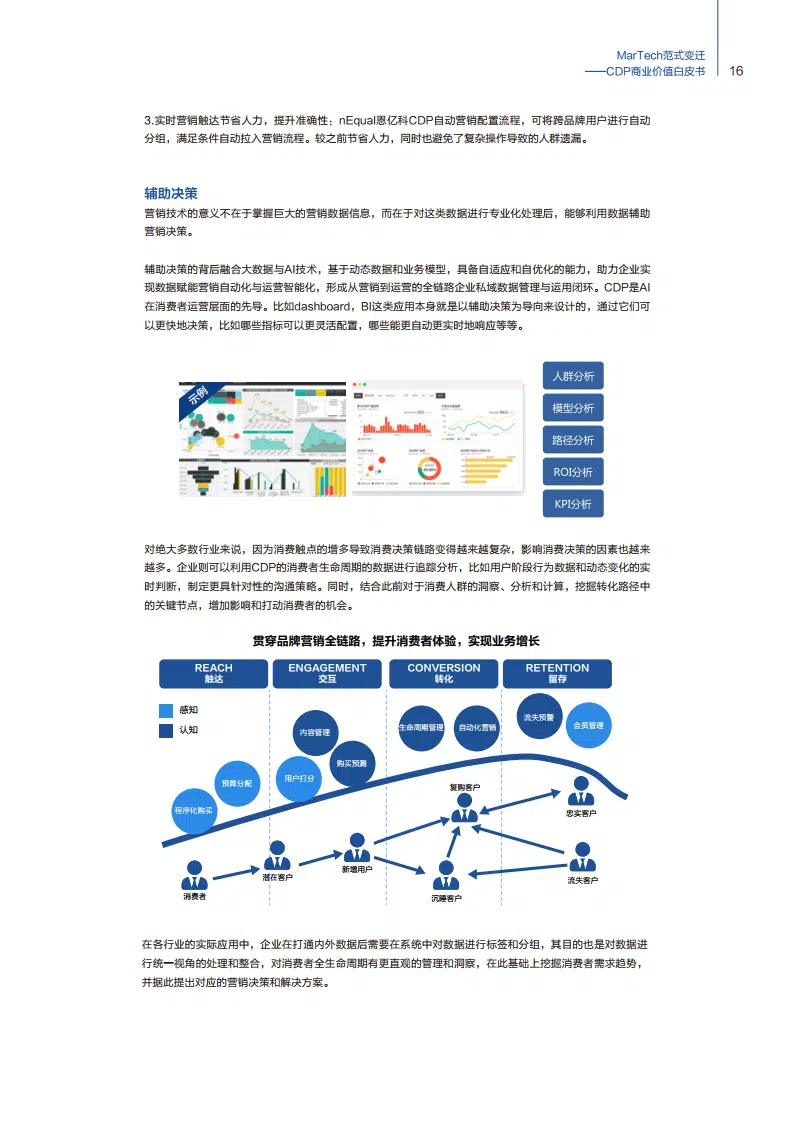 MarTech范式变迁
——CDP商业价值白皮书
16
3.实时营销触达节省人力，提升准确性；nEqual恩亿科CDP自动营销配置流程，可将跨品牌用户进行自动
分组，满足条件自动拉入营销流程。较之前节省人力，同时也避免了复杂操作导致的人群遗漏。
辅助决策
营销技术的意义不在于掌握巨大的营销数据信息，而在于对这类数据进行专业化处理后，能够利用数据辅助
营销决策。
辅助决策的背后融合大数据与AI技术，基于动态数据和业务模型，具备自适应和自优化的能力，助力企业实
现数据赋能营销自动化与运营智能化，形成从营销到运营的全链路企业私域数据管理与运用闭环。CDP是AI
在消费者运营层面的先导。比如dashboard，BI这类应用本身就是以辅助决策为导向来设计的，通过它们可
以更快地决策，比如哪些指标可以更灵活配置，哪些能更自动更实时地响应等等。
示例
人群分析
模型分析
路径分析
ROI分析
KPI分析
对绝大多数行业来说，因为消费触点的增多导致消费决策链路变得越来越复杂，影响消费决策的因素也越来
越多。企业则可以利用CDP的消费者生命周期的数据进行追踪分析，比如用户阶段行为数据和动态变化的实
时判断，制定更具针对性的沟通策略。同时，结合此前对于消费人群的洞察、分析和计算，挖掘转化路径中
的关键节点，增加影响和打动消费者的机会。
贯穿品牌营销全链路，提升消费者体验，实现业务增长
REACH
触达
ENGAGEMENT
交互
CONVERSION
转化
RETENTION
留存
感知
认知
内容管理
生命周期管理
自动化营销
流失预警
会员管理
购买预测
用户打分
预算分配
程序化购买
复购客户
忠实客户
新增用户
潜在客户
流失客户
消费者
沉睡客户
在各行业的实际应用中，企业在打通内外数据后需要在系统中对数据进行标签和分组，其目的也是对数据进
行统一视角的处理和整合，对消费者全生命周期有更直观的管理和洞察，在此基础上挖掘消费者需求趋势，
并据此提出对应的营销决策和解决方案。